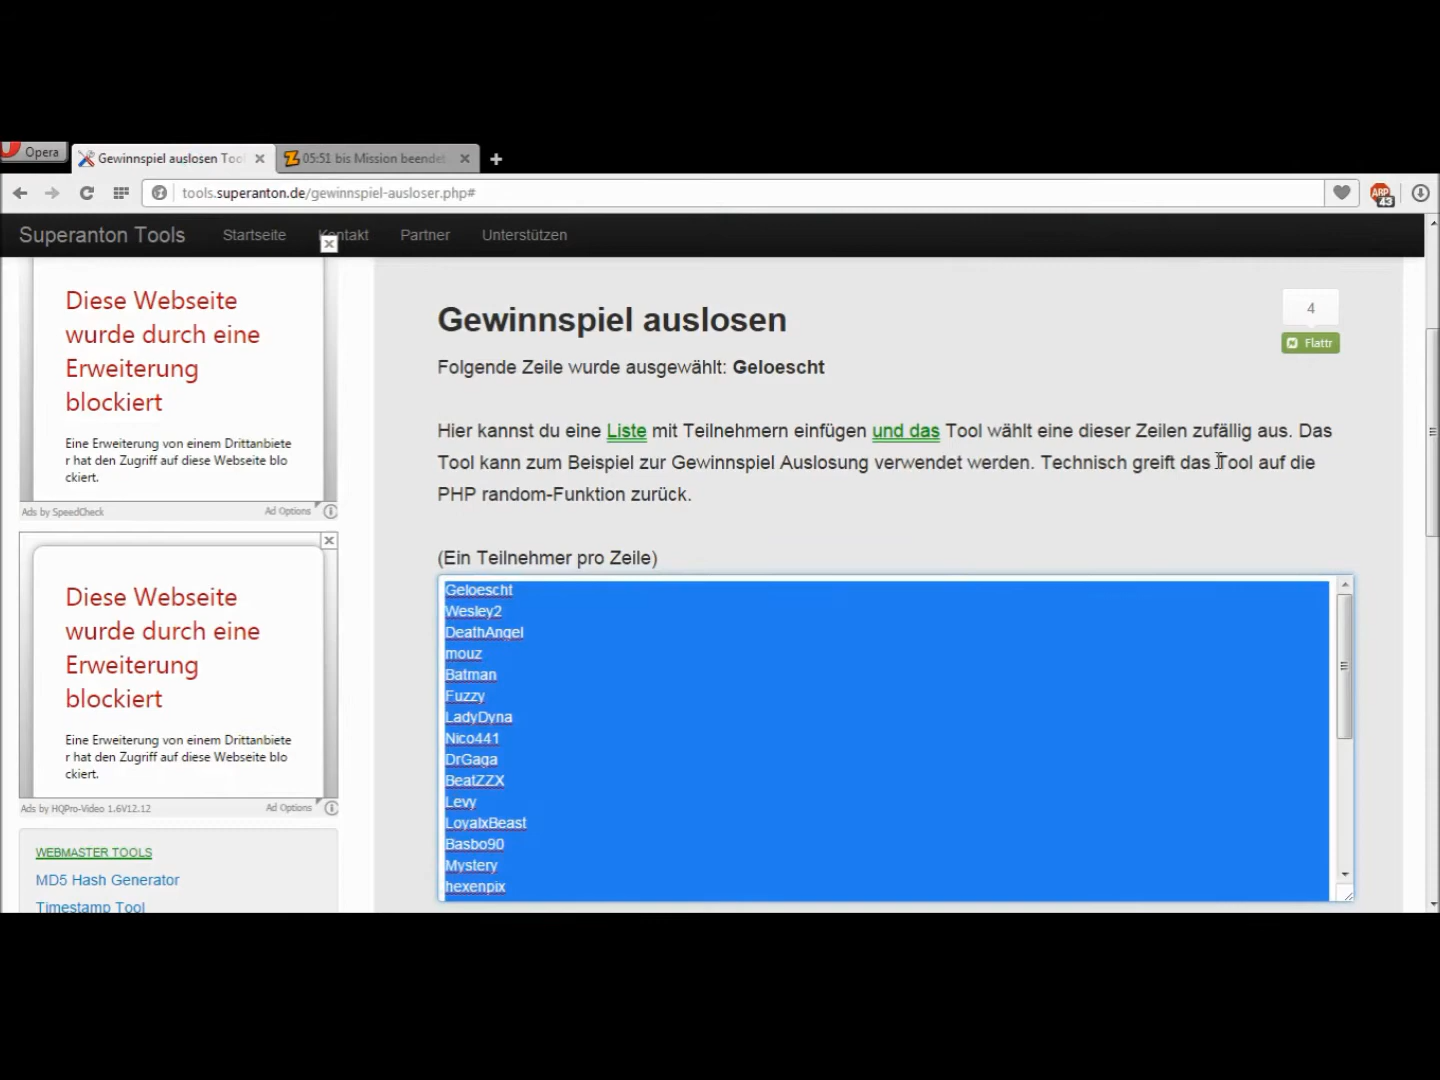 Opera
Gewinnspiel auslosen Tool
05:51 bis Mission beendet
tools.superanton.de/gewinnspiel-ausloser.php#
ABP
43
Superanton Tools
Startseite
Kontakt
Partner
Unterstützen
Diese Webseite
wurde durch eine
Erweiterung
blockiert
Eine Erweiterung von einem Drittanbiete
r hat den Zugriff auf diese Webseite blo
ckiert.
Ads by SpeedCheck
Ad Options
Diese Webseite
wurde durch eine
Erweiterung
blockiert
Eine Erweiterung von einem Drittanbiete
r hat den Zugriff auf diese Webseite blo
ckiert.
Ads by HQPro-Video 1.6V12.12
Ad Options
WEBMASTER TOOLS
MD5 Hash Generator
Timestamp Tool
Gewinnspiel auslosen
4
Flattr
Folgende Zeile wurde ausgewählt: Geloescht
Hier kannst du eine Liste mit Teilnehmern einfügen und das Tool wählt eine dieser Zeilen zufällig aus. Das
Tool kann zum Beispiel zur Gewinnspiel Auslosung verwendet werden. Technisch greift das Tool auf die
PHP random-Funktion zurück.
(Ein Teilnehmer pro Zeile)
Geloescht
Wesley2
DeathAngel
mouz
Batman
Fuzzy
LadyDyna
Nico441
DrGaga
BeatZZX
Levy
LoyalxBeast
Basbo90
Mystery
hexenpix